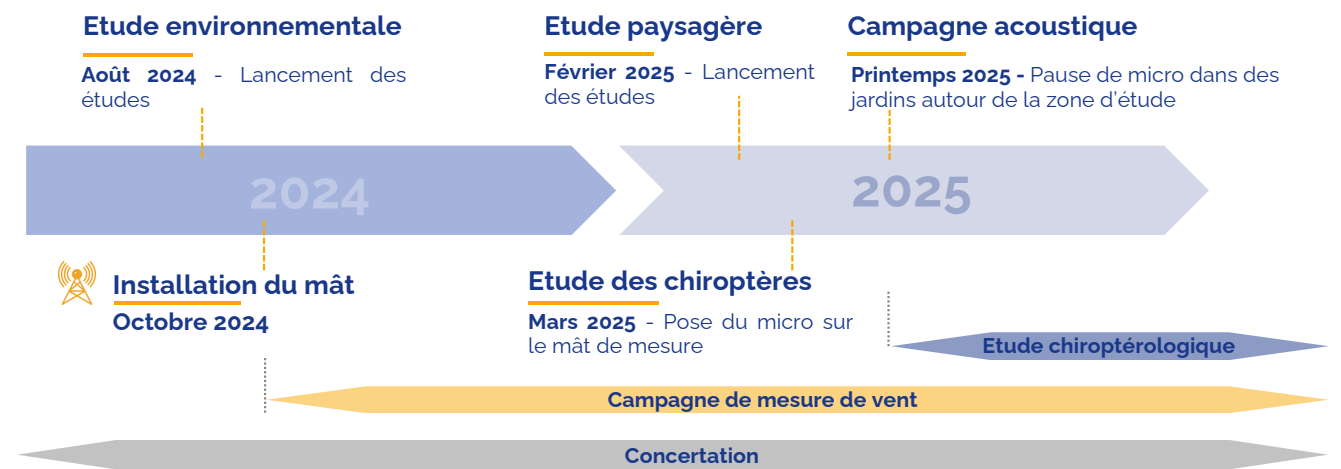 Etude environnementale
Août 2024 - Lancement des
études
Etude paysagère
Février 2025 - Lancement
des études
Campagne acoustique
Printemps 2025 - Pause de micro dans des
jardins autour de la zone d'étude
2024
2025
Installation du mât
Octobre 2024
Etude des chiroptères
Mars 2025 - Pose du micro sur
le mât de mesure
Etude chiroptérologique
Campagne de mesure de vent
Concertation